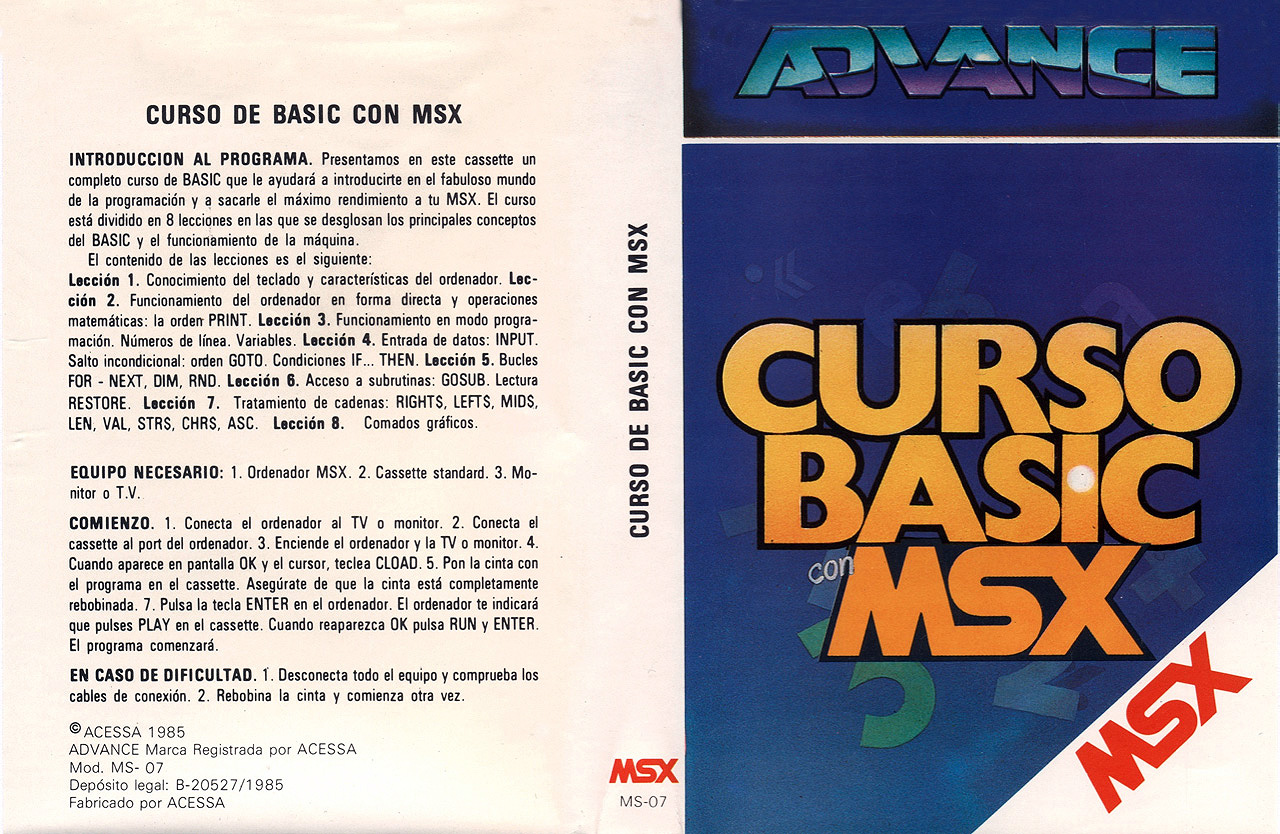 CURSO DE BASIC CON MSX
INTRODUCCION AL PROGRAMA. Presentamos en este cassette un
completo curso de BASIC que le ayudará a introducirte en el fabuloso mundo
de la programación y a sacarle el máximo rendimiento a tu MSX. El curso
está dividido en 8 lecciones en las que se desglosan los principales conceptos
del BASIC y el funcionamiento de la máquina.
El contenido de las lecciones es el siguiente:
Lección 1. Conocimiento del teclado y características del ordenador. Lec-
ción 2. Funcionamiento del ordenador en forma directa y operaciones
matemáticas: la orden PRINT. Lección 3. Funcionamiento en modo progra-
mación. Números de línea. Variables. Lección 4. Entrada de datos: INPUT.
Salto incondicional: orden GOTO. Condiciones IF... THEN. Lección 5. Bucles
FOR - NEXT, DIM, RND. Lección 6. Acceso a subrutinas: GOSUB. Lectura
RESTORE. Lección 7. Tratamiento de cadenas: RIGHT$, LEFT$, MID$,
LEN, VAL, STR$, CHR$, ASC. Lección 8. Comados gráficos.
EQUIPO NECESARIO: 1. Ordenador MSX. 2. Cassette standard. 3. Mo-
nitor o T.V.
COMIENZO. 1. Conecta el ordenador al TV o monitor. 2. Conecta el
cassette al port del ordenador. 3. Enciende el ordenador y la TV o monitor. 4.
Cuando aparece en pantalla OK y el cursor, teclea CLOAD. 5. Pon la cinta con
el programa en el cassette. Asegúrate de que la cinta está completamente
rebobinada. 7. Pulsa la tecla ENTER en el ordenador. El ordenador te indicará
que pulses PLAY en el cassette. Cuando reaparezca OK pulsa RUN y ENTER.
El programa comenzará.
EN CASO DE DIFICULTAD. 1. Desconecta todo el equipo y comprueba los
cables de conexión. 2. Rebobina la cinta y comienza otra vez.
© ACESSA 1985
ADVANCE Marca Registrada por ACESSA
Mod. MS- 07
Depósito legal: B-20527/1985
Fabricado por ACESSA
CURSO DE BASIC CON MSX
MSX
MS-07
ADVANCE
CURSO
BASIC
con MSX
MSX